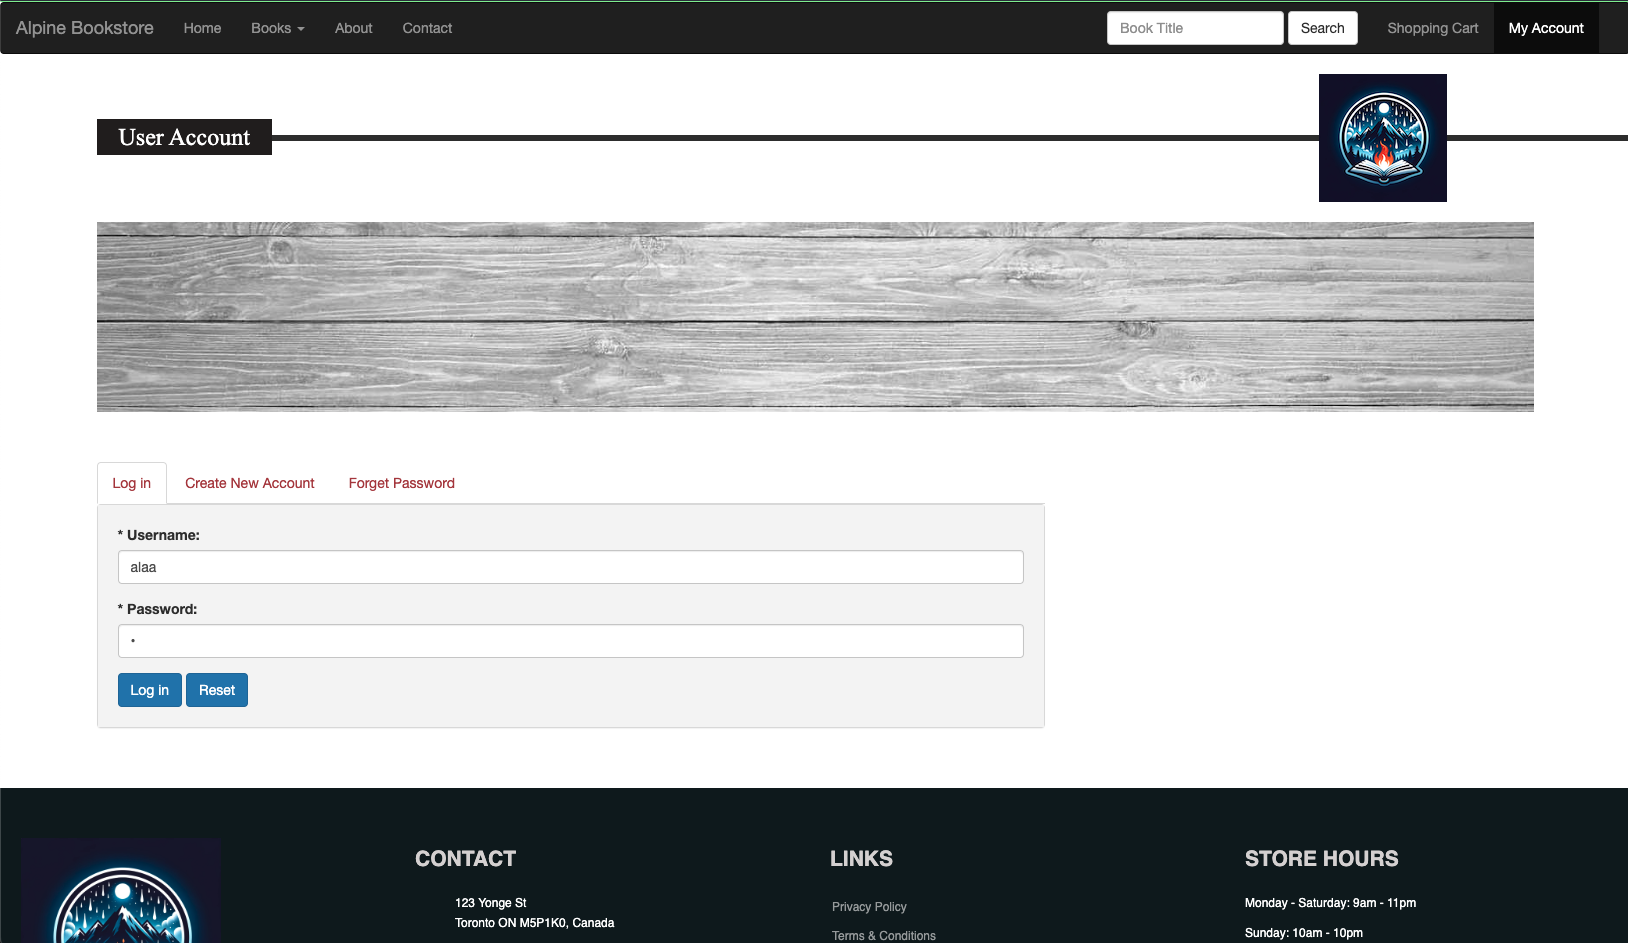 Alpine Bookstore Home Books About Contact Book Title Search Shopping Cart My Account
User Account
Log in Create New Account Forget Password
* Username:
alaa
* Password:
•
Log in Reset
CONTACT
123 Yonge St
Toronto ON M5P1K0, Canada
LINKS
Privacy Policy
Terms & Conditions
STORE HOURS
Monday - Saturday: 9am - 11pm
Sunday: 10am - 10pm